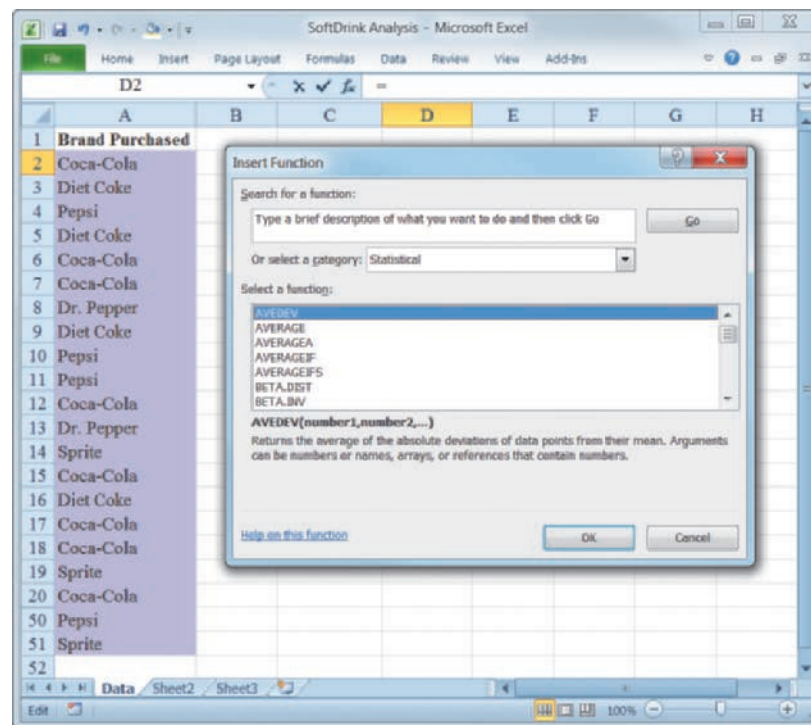 SoftDrink Analysis - Microsoft Excel
File Home Insert Page Layout Formulas Data Review View Add-Ins
D2 fx =
A B C D E F G H
1 Brand Purchased
2 Coca-Cola
3 Diet Coke
4 Pepsi
5 Diet Coke
6 Coca-Cola
7 Coca-Cola
8 Dr. Pepper
9 Diet Coke
10 Pepsi
11 Pepsi
12 Coca-Cola
13 Dr. Pepper
14 Sprite
15 Coca-Cola
16 Diet Coke
17 Coca-Cola
18 Coca-Cola
19 Sprite
20 Coca-Cola
50 Pepsi
51 Sprite
52
Insert Function
Search for a function:
Type a brief description of what you want to do and then click Go
Go
Or select a category: Statistical
Select a function:
AVEDEV
AVERAGE
AVERAGEA
AVERAGEIF
AVERAGEIFS
BETA.DIST
BETA.INV
AVEDEV(number1,number2,...)
Returns the average of the absolute deviations of data points from their mean. Arguments
can be numbers or names, arrays, or references that contain numbers.
Help on this function
OK Cancel
Data Sheet2 Sheet3
Edit 100%